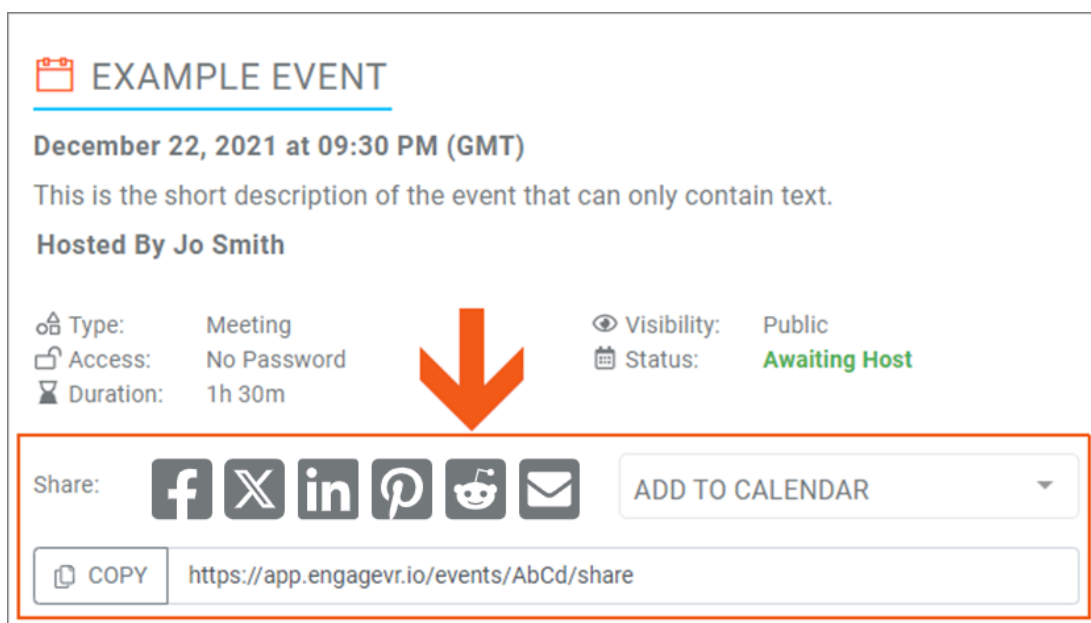 EXAMPLE EVENT
December 22, 2021 at 09:30 PM (GMT)
This is the short description of the event that can only contain text.
Hosted By Jo Smith
Type: Meeting Visibility: Public
Access: No Password Status: Awaiting Host
Duration: 1h 30m
Share: ADD TO CALENDAR
COPY https://app.engagevr.io/events/AbCd/share